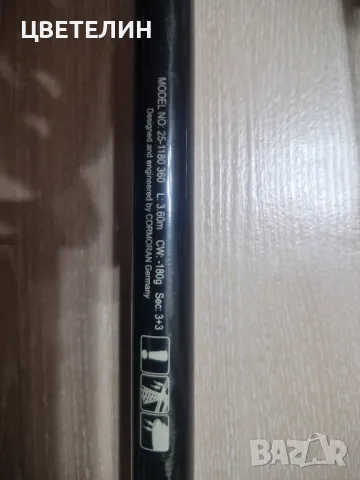 ЦВЕТЕЛИН
MODEL NO: 25-1180 360 L: 3.60m CW: -180g Sec: 3+3
Designed and engineered by CORMORAN Germany
BAZAR